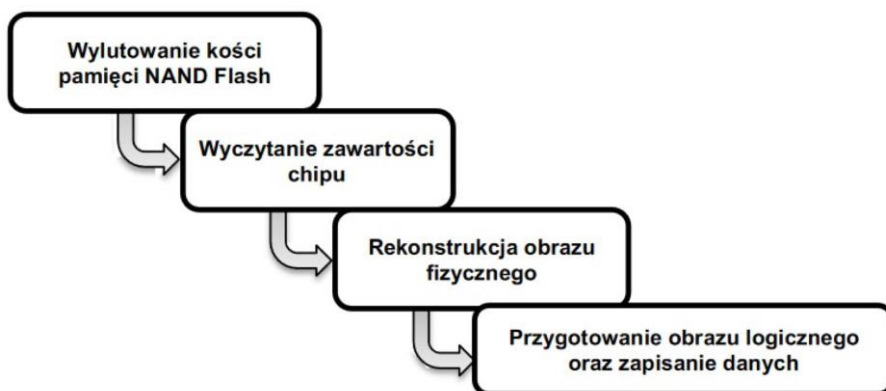 Wylutowanie kości
pamięci NAND Flash
Wyczytanie zawartości
chipu
Rekonstrukcja obrazu
fizycznego
Przygotowanie obrazu logicznego
oraz zapisanie danych